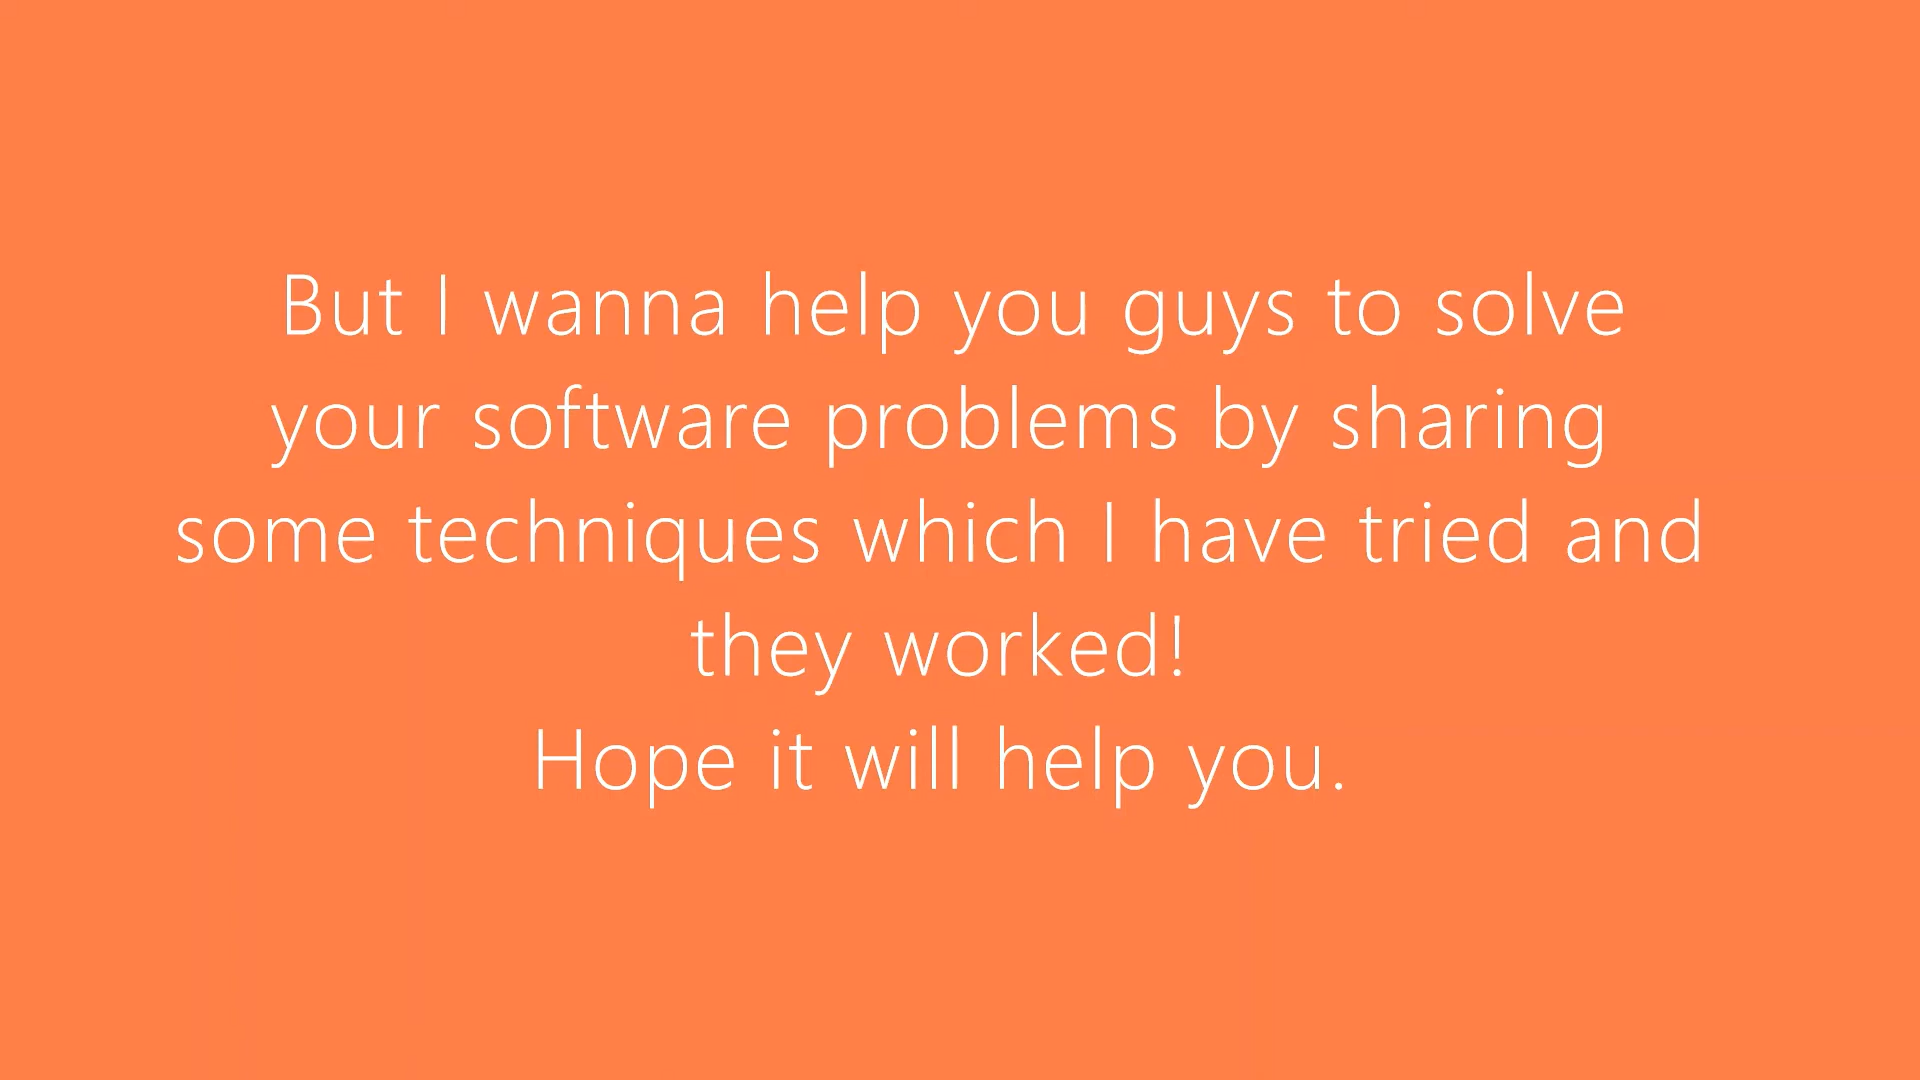 But I wanna help you guys to solve
your software problems by sharing
some techniques which I have tried and
they worked!
Hope it will help you.